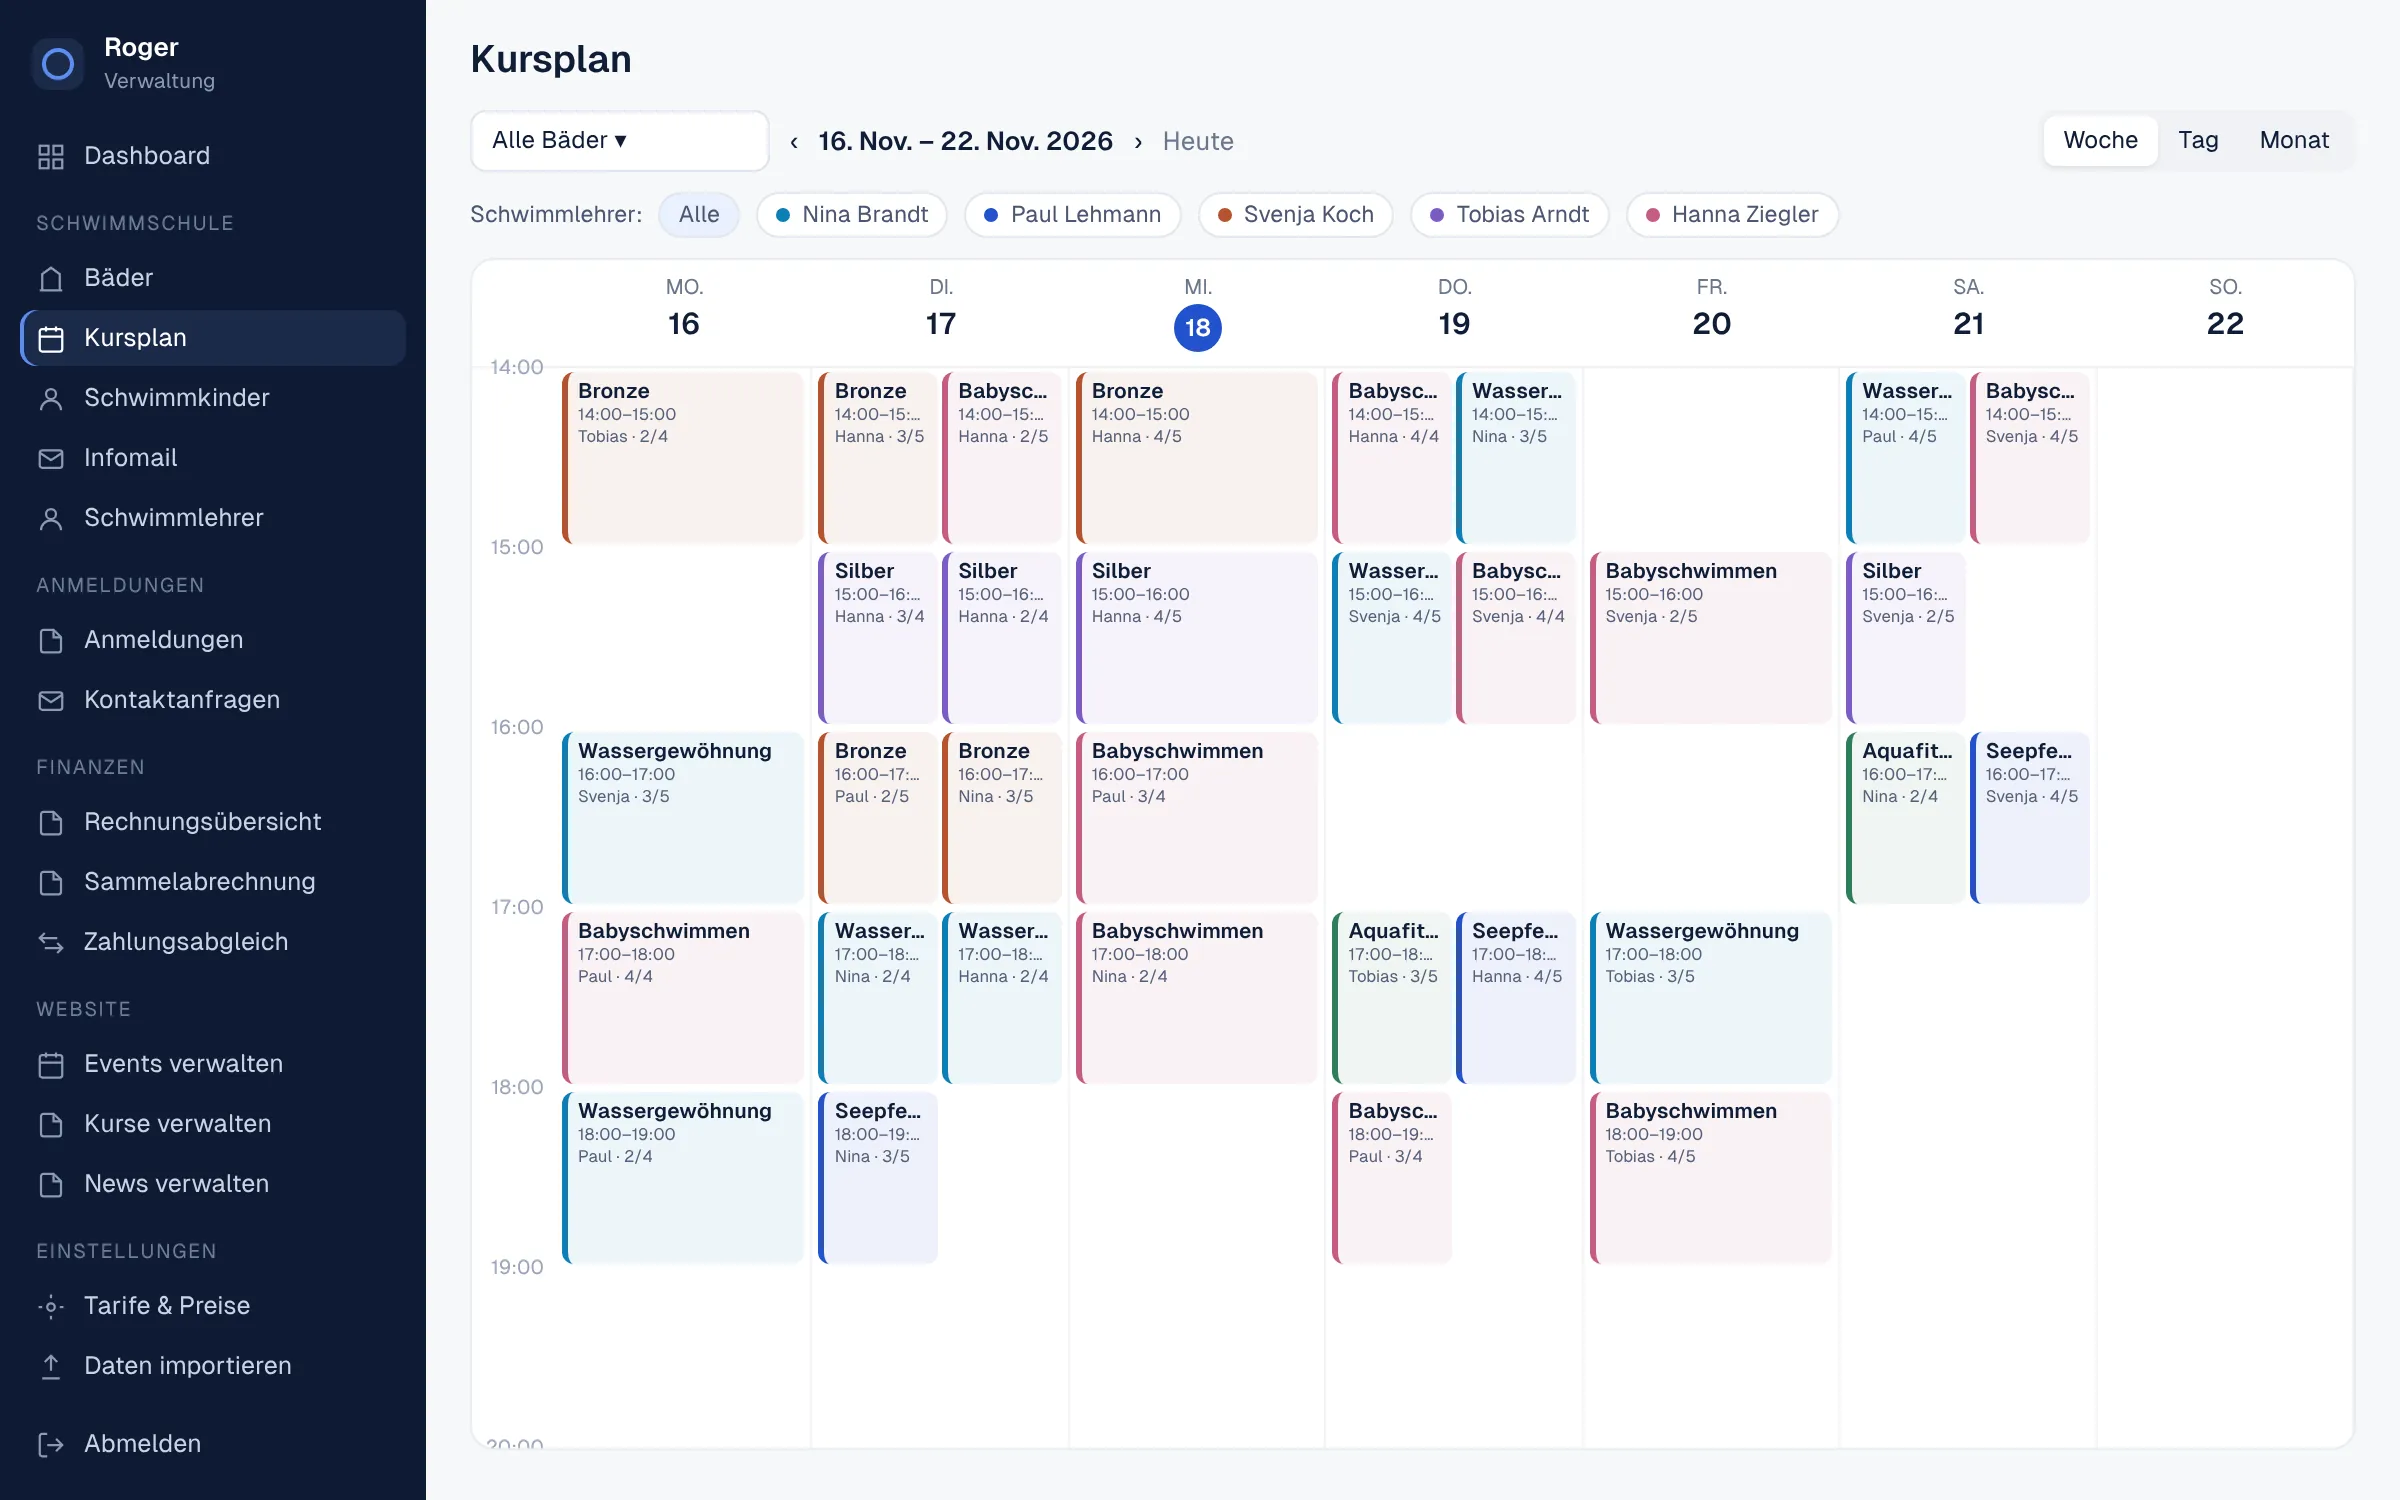 Roger
Verwaltung
Dashboard
SCHWIMMSCHULE
Bäder
Kursplan
Schwimmkinder
Infomail
Schwimmlehrer
ANMELDUNGEN
Anmeldungen
Kontaktanfragen
FINANZEN
Rechnungsübersicht
Sammelabrechnung
Zahlungsabgleich
WEBSITE
Events verwalten
Kurse verwalten
News verwalten
EINSTELLUNGEN
Tarife & Preise
Daten importieren
Abmelden
Kursplan
Alle Bäder ▾ ‹ 16. Nov. – 22. Nov. 2026 › Heute Woche Tag Monat
Schwimmlehrer: Alle Nina Brandt Paul Lehmann Svenja Koch Tobias Arndt Hanna Ziegler
MO. DI. MI. DO. FR. SA. SO.
16 17 18 19 20 21 22
14:00
Bronze Bronze Babysc... Bronze Babysc... Wasser... Wasser... Babysc...
14:00–15:00 14:00–15:... 14:00–15:... 14:00–15:00 14:00–15:... 14:00–15:... 14:00–15:... 14:00–15:...
Tobias · 2/4 Hanna · 3/5 Hanna · 2/5 Hanna · 4/5 Hanna · 4/4 Nina · 3/5 Paul · 4/5 Svenja · 4/5
15:00
Silber Silber Silber Wasser... Babysc... Babyschwimmen Silber
15:00–16:... 15:00–16:... 15:00–16:00 15:00–16:... 15:00–16:... 15:00–16:00 15:00–16:...
Hanna · 3/4 Hanna · 2/4 Hanna · 4/5 Svenja · 4/5 Svenja · 4/4 Svenja · 2/5 Svenja · 2/5
16:00
Wassergewöhnung Bronze Bronze Babyschwimmen Aquafit... Seepfe...
16:00–17:00 16:00–17:... 16:00–17:... 16:00–17:00 16:00–17:... 16:00–17:...
Svenja · 3/5 Paul · 2/5 Nina · 3/5 Paul · 3/4 Nina · 2/4 Svenja · 4/5
17:00
Babyschwimmen Wasser... Wasser... Babyschwimmen Aquafit... Seepfe... Wassergewöhnung
17:00–18:00 17:00–18:... 17:00–18:... 17:00–18:00 17:00–18:... 17:00–18:... 17:00–18:00
Paul · 4/4 Nina · 2/4 Hanna · 2/4 Nina · 2/4 Tobias · 3/5 Hanna · 4/5 Tobias · 3/5
18:00
Wassergewöhnung Seepfe... Babysc... Babyschwimmen
18:00–19:00 18:00–19:... 18:00–19:... 18:00–19:00
Paul · 2/4 Nina · 3/5 Paul · 3/4 Tobias · 4/5
19:00
20:00